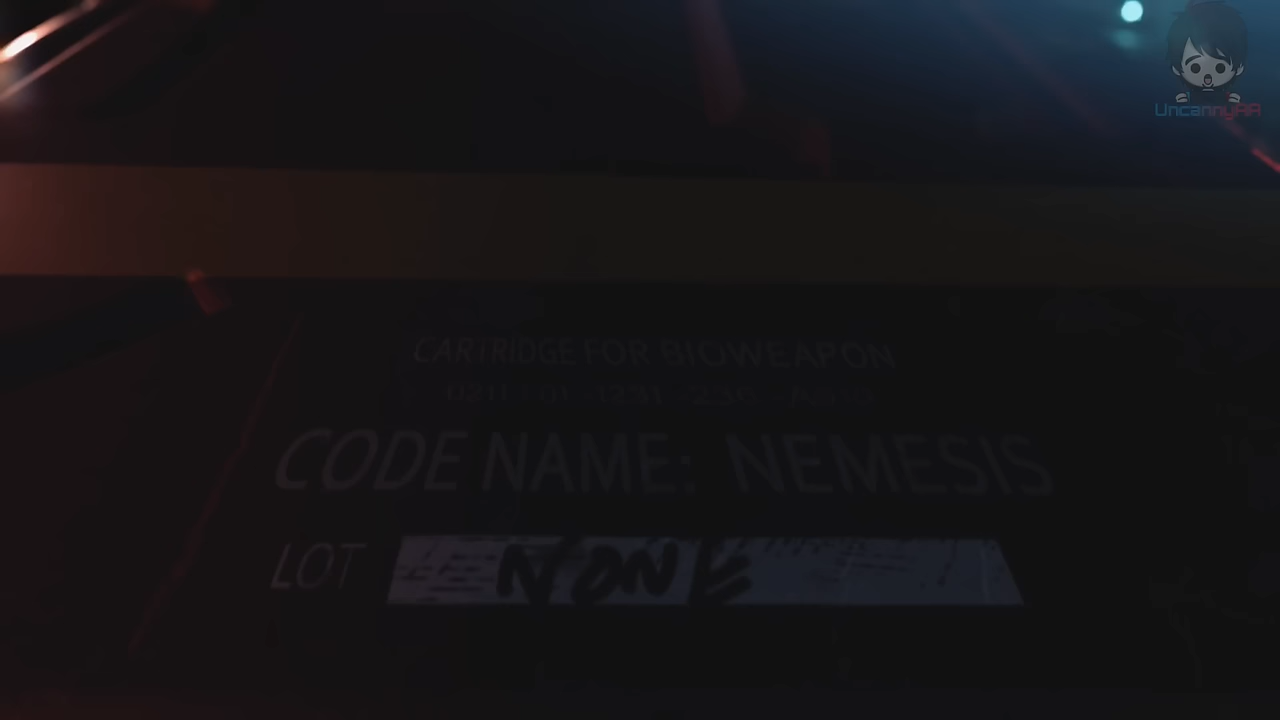 UncannyAR
CARTRIDGE FOR BIOWEAPON
CODE NAME: NEMESIS
LOT NONE